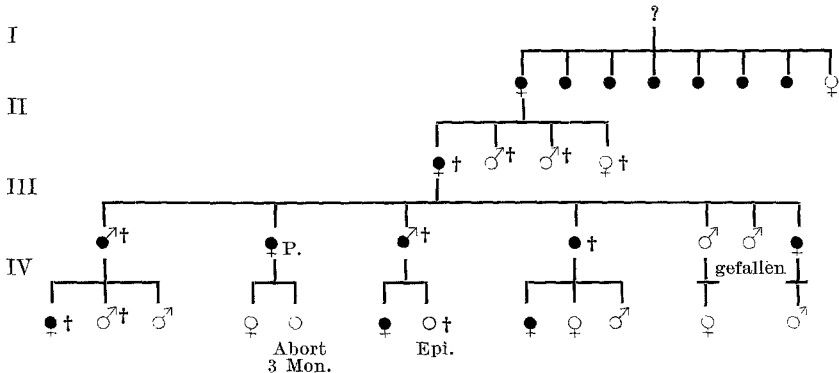 ?
I
II
III
P.
gefallen
IV
Abort
Epi.
3 Mon.